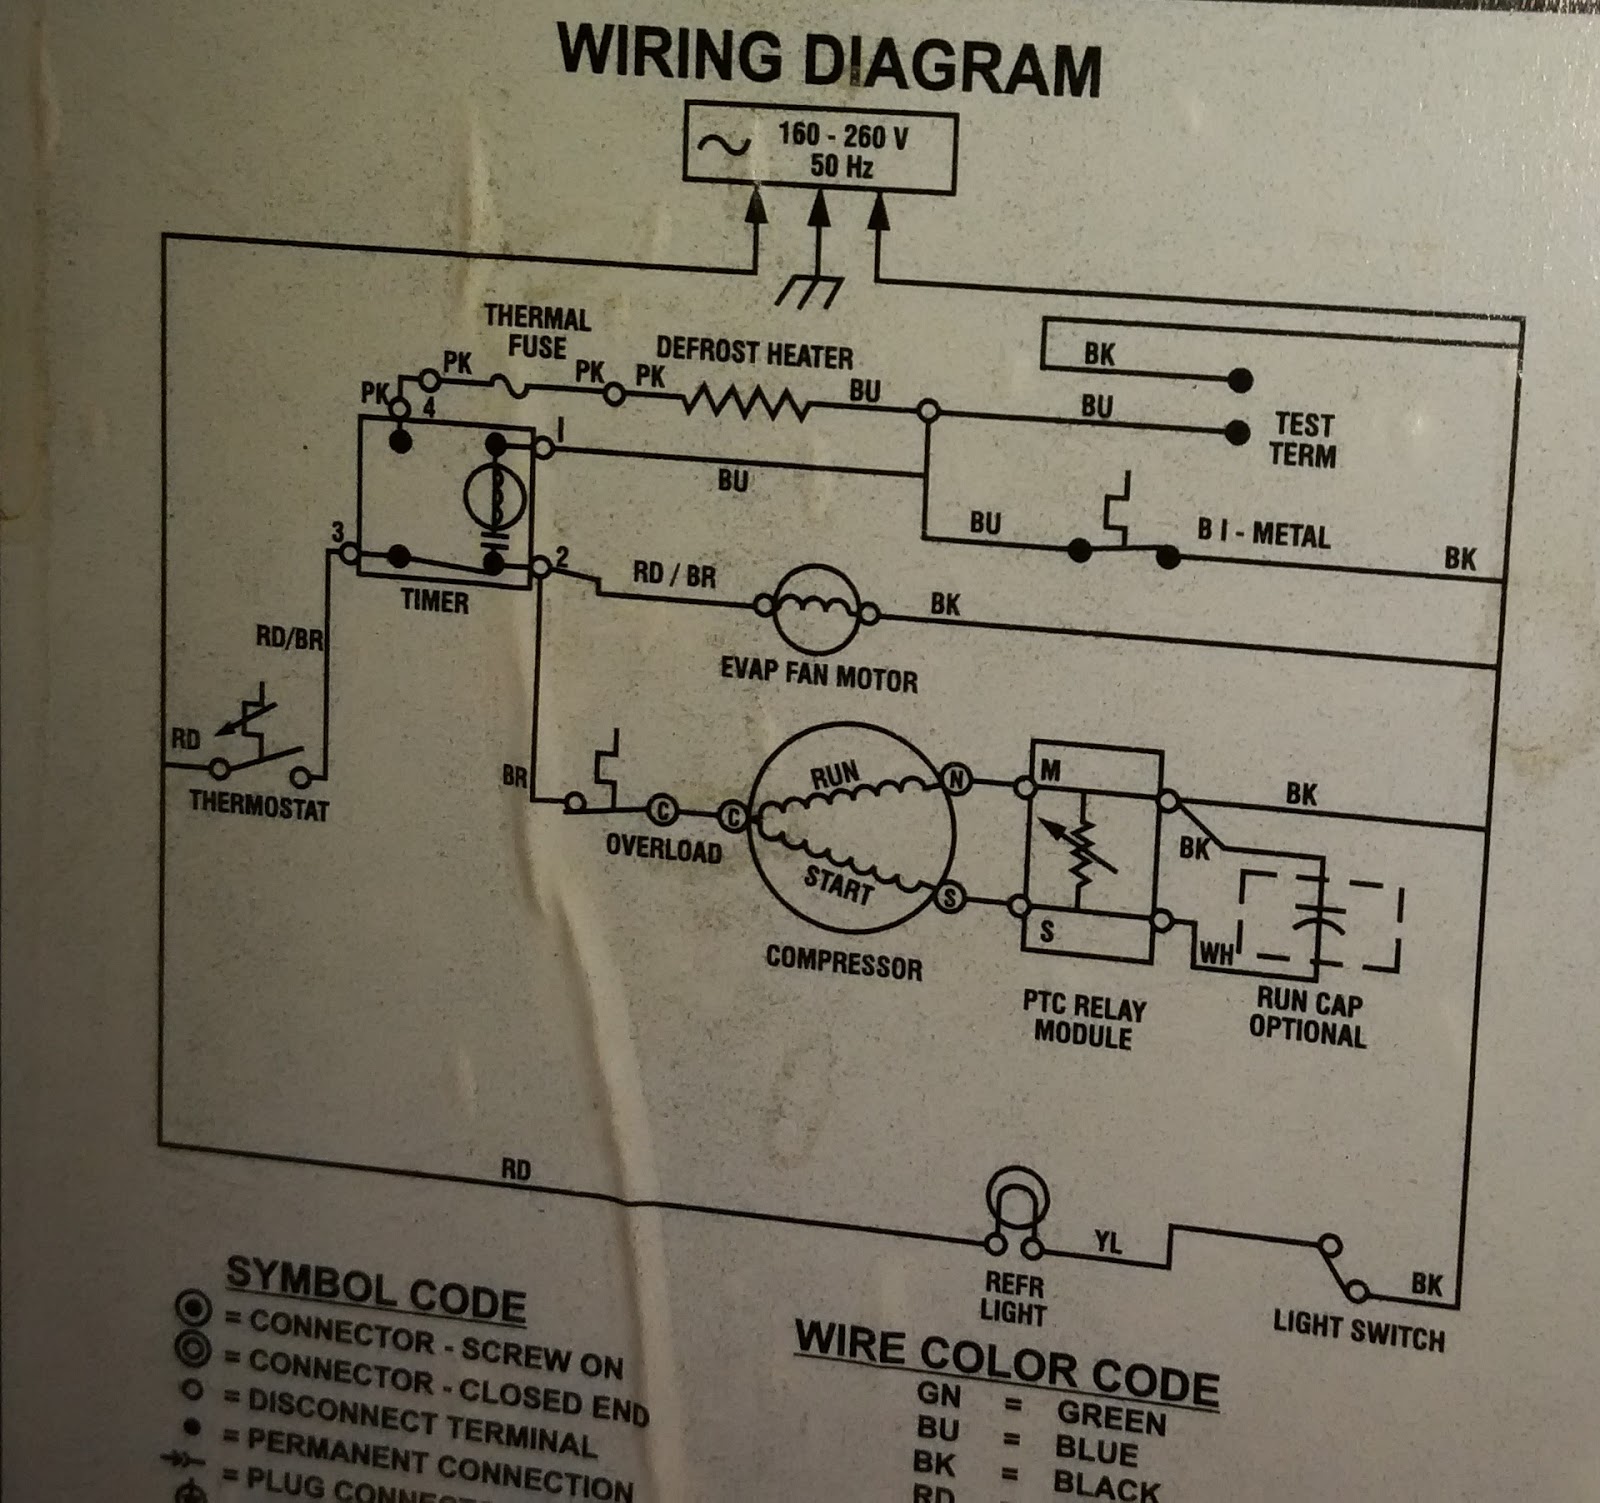 WIRING DIAGRAM
160 - 260 V
50 Hz
THERMAL
FUSE
DEFROST HEATER
PK
PK
PK
PK
BU
BK
BU
TEST
TERM
4
1
BU
BU
BI - METAL
BK
3
2
TIMER
RD / BR
BK
EVAP FAN MOTOR
RD/BR
RD
THERMOSTAT
BR
OVERLOAD
C
C
RUN
START
N
S
COMPRESSOR
M
S
PTC RELAY
MODULE
BK
BK
WH
RUN CAP
OPTIONAL
RD
REFR
LIGHT
YL
BK
LIGHT SWITCH
SYMBOL CODE
= CONNECTOR - SCREW ON
= CONNECTOR - CLOSED END
= DISCONNECT TERMINAL
= PERMANENT CONNECTION
= PLUG
WIRE COLOR CODE
GN = GREEN
BU = BLUE
BK = BLACK
RD